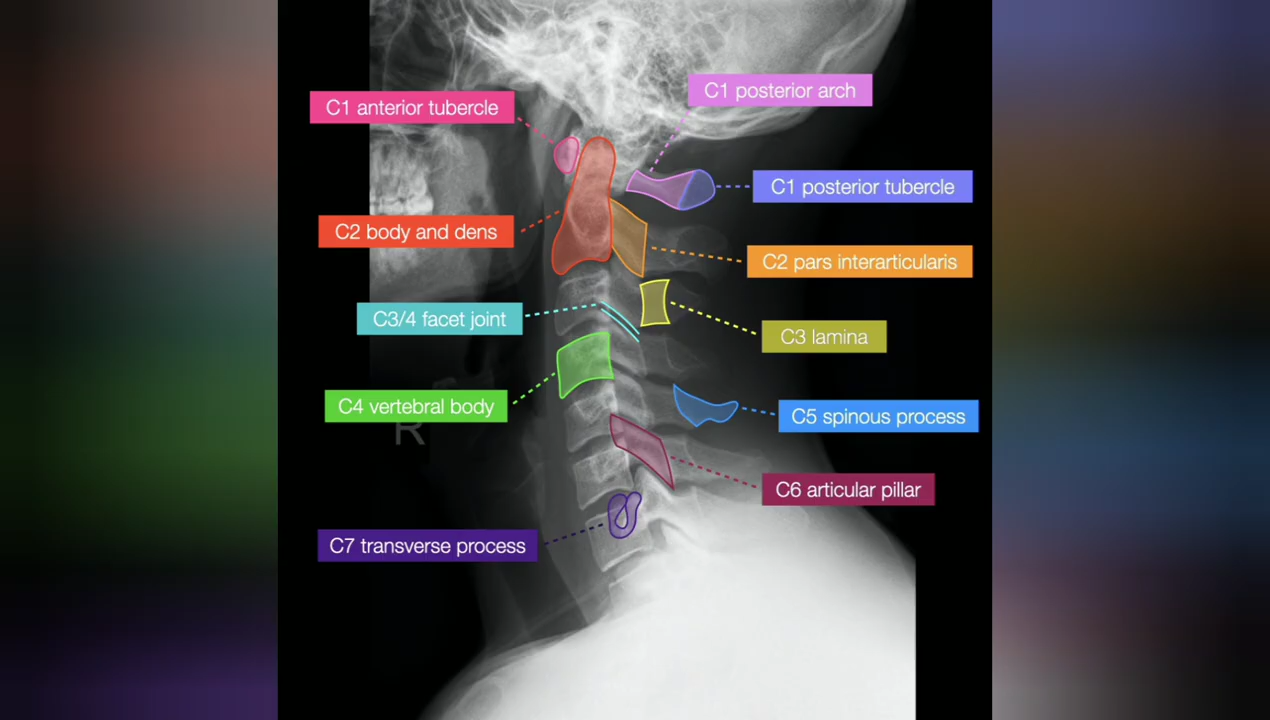 C1 posterior arch
C1 anterior tubercle
C1 posterior tubercle
C2 body and dens
C2 pars interarticularis
C3/4 facet joint
C3 lamina
C4 vertebral body
C5 spinous process
R
C6 articular pillar
C7 transverse process